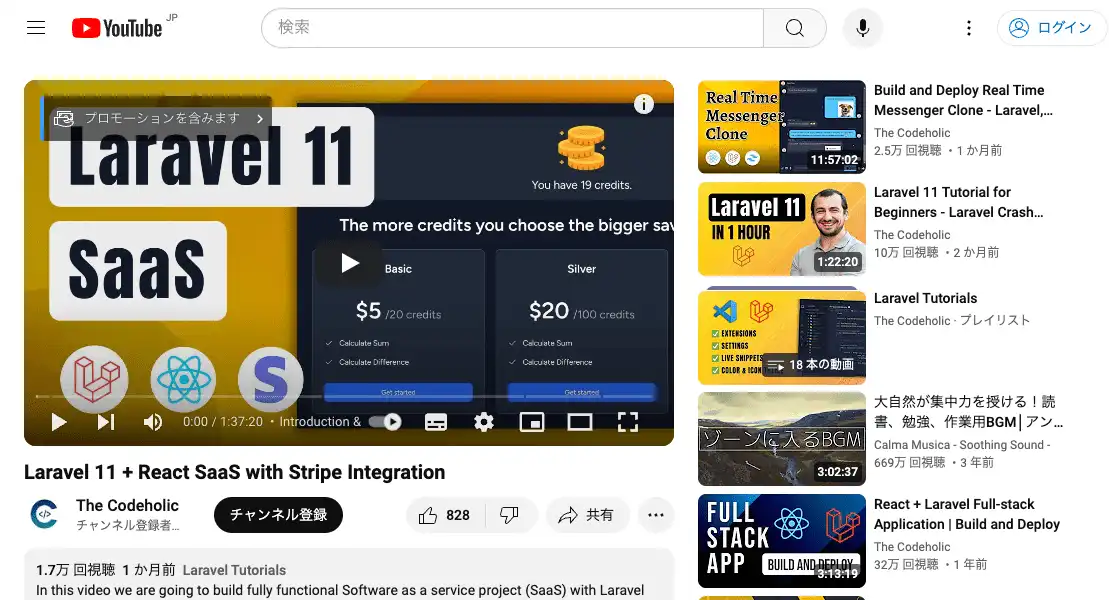 YouTube JP
検索
ログイン
プロモーションを含みます
Laravel 11
SaaS
You have 19 credits.
The more credits you choose the bigger sav
Basic
$5 /20 credits
Calculate Sum
Calculate Difference
Get started
Silver
$20 /100 credits
Calculate Sum
Calculate Difference
Get started
0:00 / 1:37:20 • Introduction &
Laravel 11 + React SaaS with Stripe Integration
The Codeholic
チャンネル登録者…
チャンネル登録
828
共有
1.7万 回視聴 1 か月前 Laravel Tutorials
In this video we are going to build fully functional Software as a service project (SaaS) with Laravel
Real Time
Messenger
Clone
11:57:02
Build and Deploy Real Time
Messenger Clone - Laravel,…
The Codeholic
2.5万 回視聴 ・1 か月前
Laravel 11
IN 1 HOUR
1:22:20
Laravel 11 Tutorial for
Beginners - Laravel Crash…
The Codeholic
10万 回視聴 ・2 か月前
EXTENSIONS
SETTINGS
LIVE SNIPPETS
COLOR & ICON
18 本の動画
Laravel Tutorials
The Codeholic · プレイリスト
ゾーンに入るBGM
3:02:37
大自然が集中力を授ける！読
書、勉強、作業用BGM│アン…
Calma Musica - Soothing Sound -
669万 回視聴 ・3 年前
FULL
STACK
APP
BUILD AND DEPLOY
3:13:19
React + Laravel Full-stack
Application | Build and Deploy
The Codeholic
32万 回視聴 ・1 年前